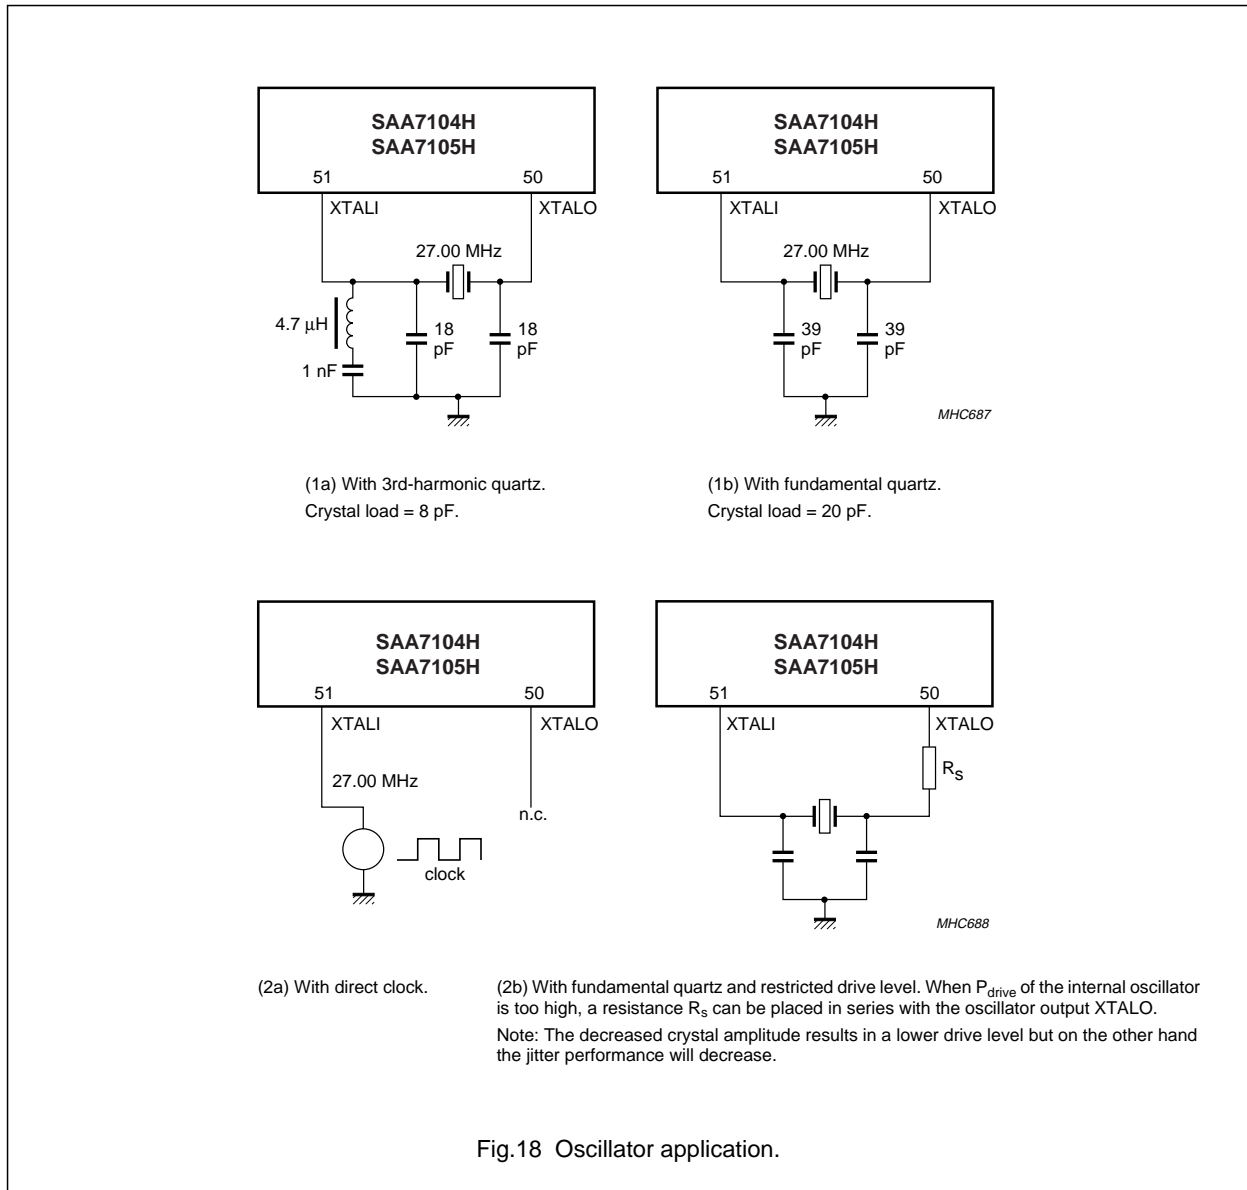 SAA7104H
SAA7105H
51
50
XTALI
XTALO
27.00 MHz
4.7 μH
18
pF
18
pF
1 nF
SAA7104H
SAA7105H
51
50
XTALI
XTALO
27.00 MHz
39
pF
39
pF
MHC687
(1a) With 3rd-harmonic quartz.
Crystal load = 8 pF.
(1b) With fundamental quartz.
Crystal load = 20 pF.
SAA7104H
SAA7105H
51
50
XTALI
XTALO
27.00 MHz
n.c.
clock
SAA7104H
SAA7105H
51
50
XTALI
XTALO
Rs
MHC688
(2a) With direct clock.
(2b) With fundamental quartz and restricted drive level. When Pdrive of the internal oscillator
is too high, a resistance Rs can be placed in series with the oscillator output XTALO.
Note: The decreased crystal amplitude results in a lower drive level but on the other hand
the jitter performance will decrease.
Fig.18 Oscillator application.